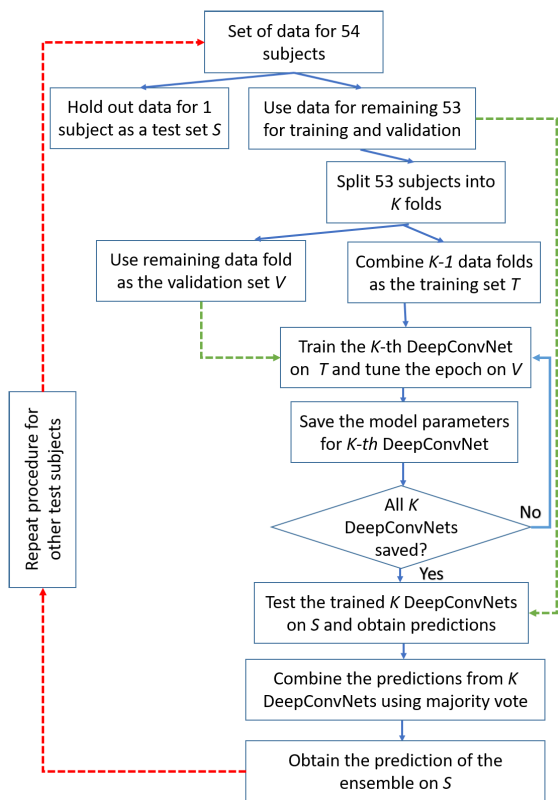 Set of data for 54
subjects
Hold out data for 1
subject as a test set S
Use data for remaining 53
for training and validation
Split 53 subjects into
K folds
Use remaining data fold
as the validation set V
Combine K-1 data folds
as the training set T
Train the K-th DeepConvNet
on T and tune the epoch on V
Save the model parameters
for K-th DeepConvNet
All K
DeepConvNets
saved?
No
Yes
Test the trained K DeepConvNets
on S and obtain predictions
Combine the predictions from K
DeepConvNets using majority vote
Obtain the prediction of the
ensemble on S
Repeat procedure for
other test subjects